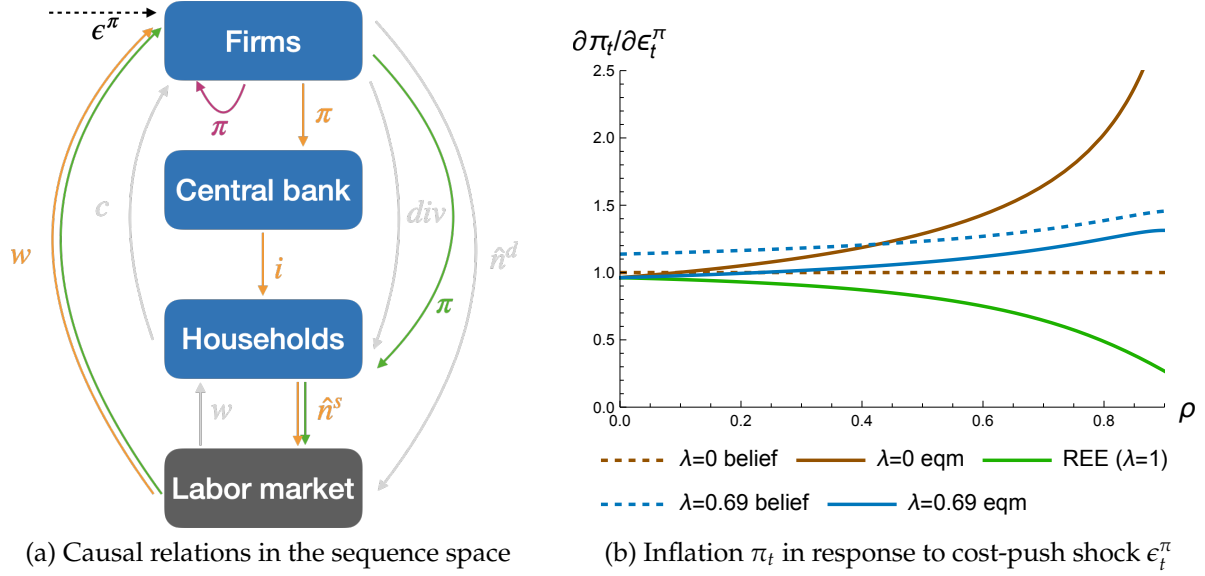 ϵ^π
Firms
π
π
Central bank
c
div
w
n̂^d
i
π
Households
w
n̂^s
Labor market
(a) Causal relations in the sequence space
∂π_t/∂ϵ_t^π
2.5
2.0
1.5
1.0
0.5
0.0
0.0 0.2 0.4 0.6 0.8
ρ
λ=0 belief λ=0 eqm REE (λ=1)
λ=0.69 belief λ=0.69 eqm
(b) Inflation π_t in response to cost-push shock ϵ_t^π